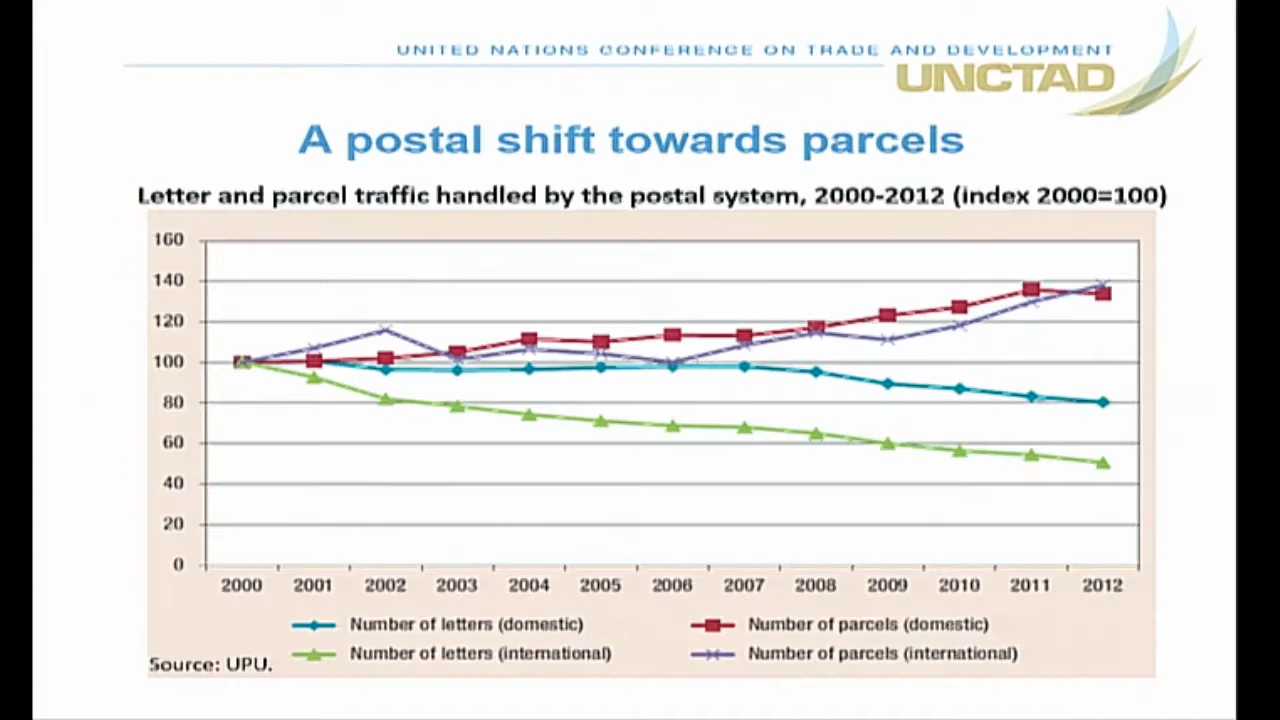 UNITED NATIONS CONFERENCE ON TRADE AND DEVELOPMENT
UNCTAD
A postal shift towards parcels
Letter and parcel traffic handled by the postal system, 2000-2012 (index 2000=100)
160
140
120
100
80
60
40
20
0
2000 2001 2002 2003 2004 2005 2006 2007 2008 2009 2010 2011 2012
Number of letters (domestic) Number of parcels (domestic)
Number of letters (international) Number of parcels (international)
Source: UPU.